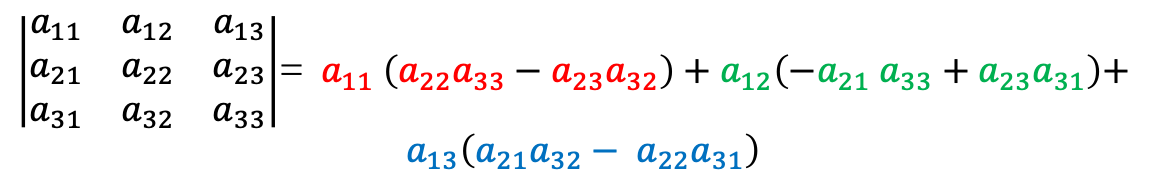 |a₁₁ a₁₂ a₁₃|
|a₂₁ a₂₂ a₂₃| = a₁₁ (a₂₂a₃₃ − a₂₃a₃₂) + a₁₂(−a₂₁ a₃₃ + a₂₃a₃₁)+
|a₃₁ a₃₂ a₃₃|
a₁₃(a₂₁a₃₂ − a₂₂a₃₁)